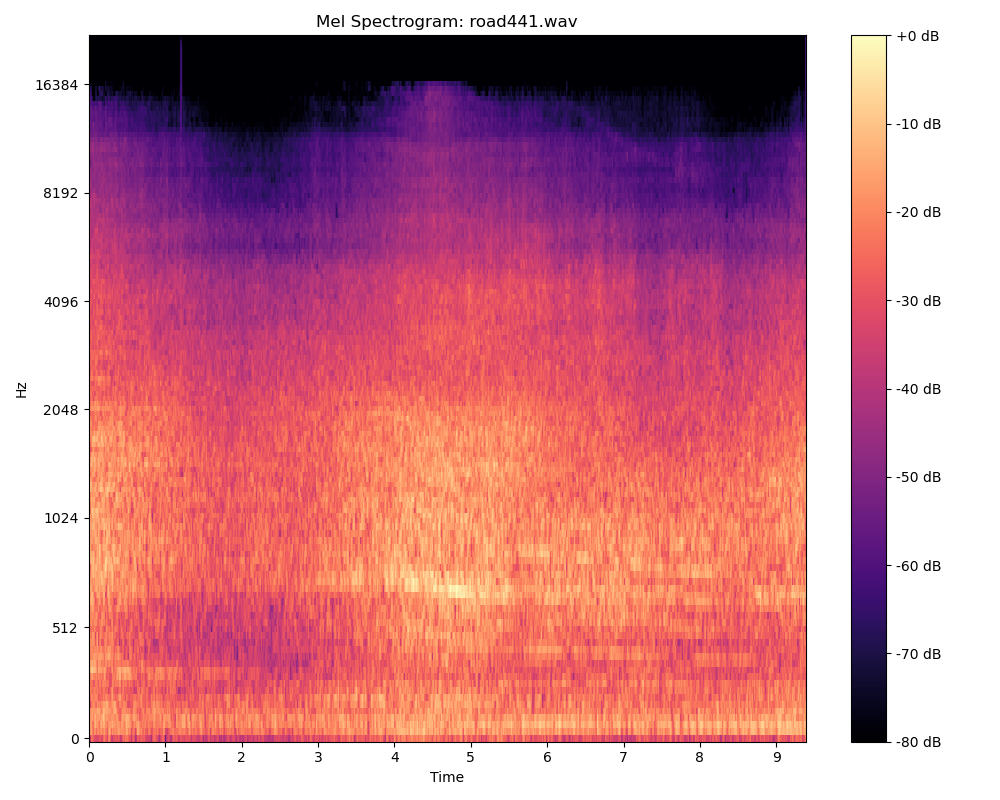 Mel Spectrogram: road441.wav
Hz
16384
8192
4096
2048
1024
512
0
0 1 2 3 4 5 6 7 8 9
Time
+0 dB
-10 dB
-20 dB
-30 dB
-40 dB
-50 dB
-60 dB
-70 dB
-80 dB